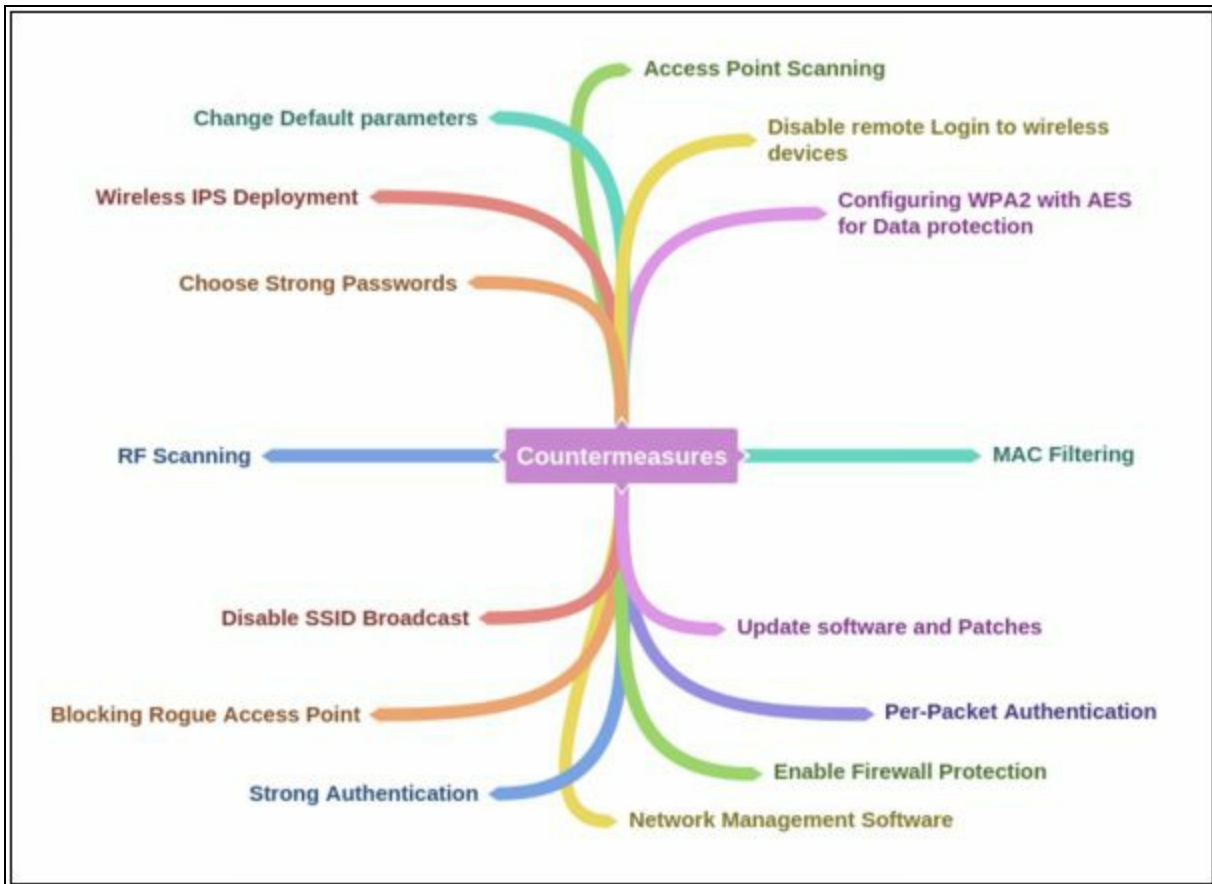 Access Point Scanning
Change Default parameters
Disable remote Login to wireless
devices
Wireless IPS Deployment
Configuring WPA2 with AES
for Data protection
Choose Strong Passwords
RF Scanning
Countermeasures
MAC Filtering
Disable SSID Broadcast
Update software and Patches
Blocking Rogue Access Point
Per-Packet Authentication
Enable Firewall Protection
Strong Authentication
Network Management Software